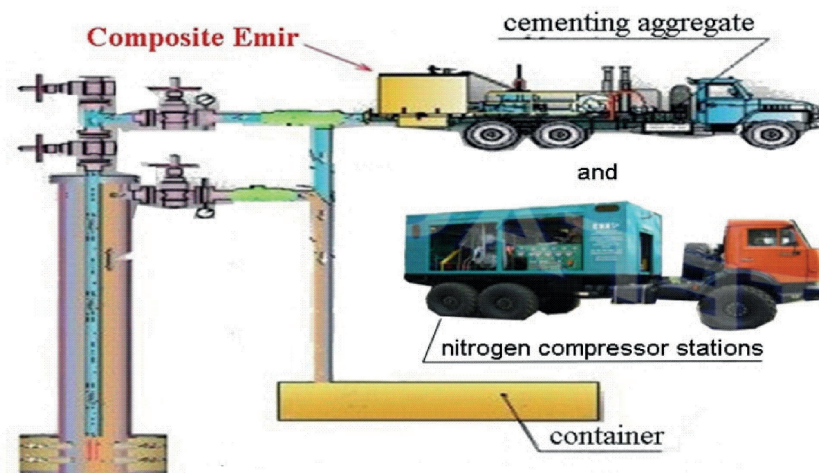 cementing aggregate
Composite Emir
and
nitrogen compressor stations
container